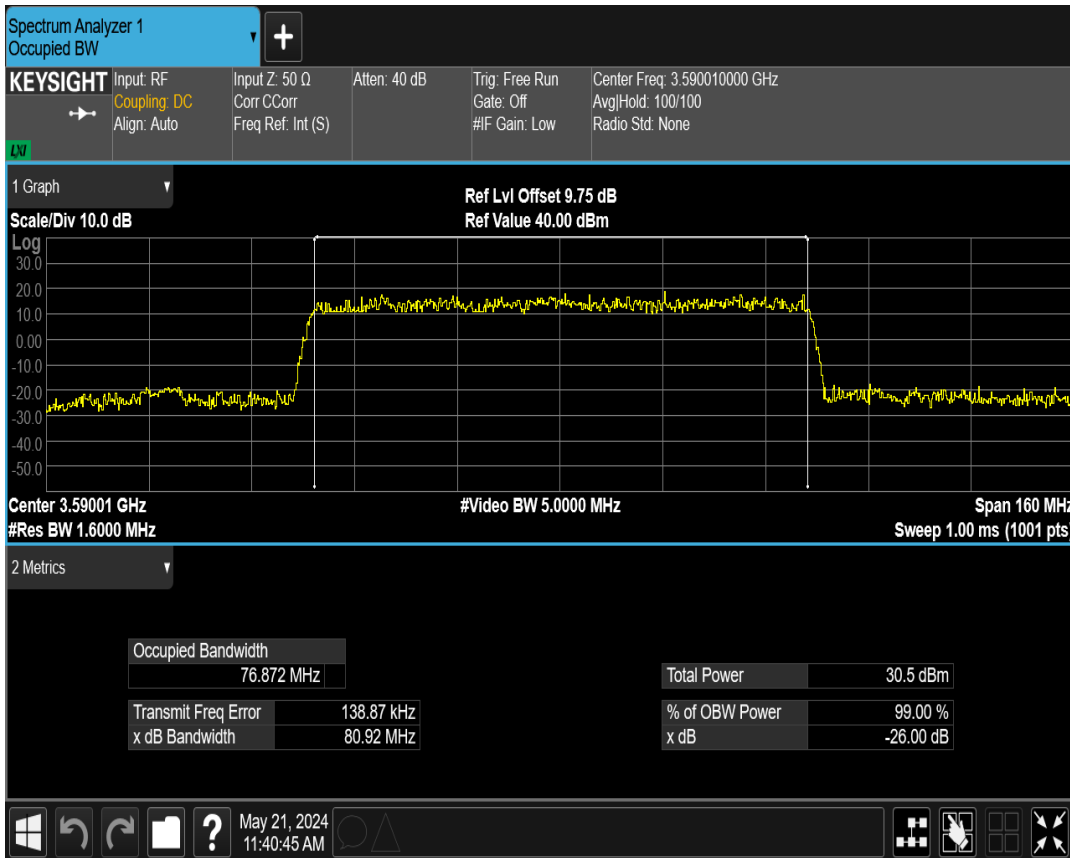 Spectrum Analyzer 1
Occupied BW
KEYSIGHT
LXI
Input: RF
Coupling: DC
Align: Auto
Input Z: 50 Ω
Corr CCorr
Freq Ref: Int (S)
Atten: 40 dB
Trig: Free Run
Gate: Off
#IF Gain: Low
Center Freq: 3.590010000 GHz
Avg|Hold: 100/100
Radio Std: None
1 Graph
Scale/Div 10.0 dB
Ref Lvl Offset 9.75 dB
Ref Value 40.00 dBm
Log
30.0
20.0
10.0
0.00
-10.0
-20.0
-30.0
-40.0
-50.0
Center 3.59001 GHz
#Res BW 1.6000 MHz
#Video BW 5.0000 MHz
Span 160 MHz
Sweep 1.00 ms (1001 pts)
2 Metrics
Occupied Bandwidth
76.872 MHz
Transmit Freq Error 138.87 kHz
x dB Bandwidth 80.92 MHz
Total Power 30.5 dBm
% of OBW Power 99.00 %
x dB -26.00 dB
?
May 21, 2024
11:40:45 AM